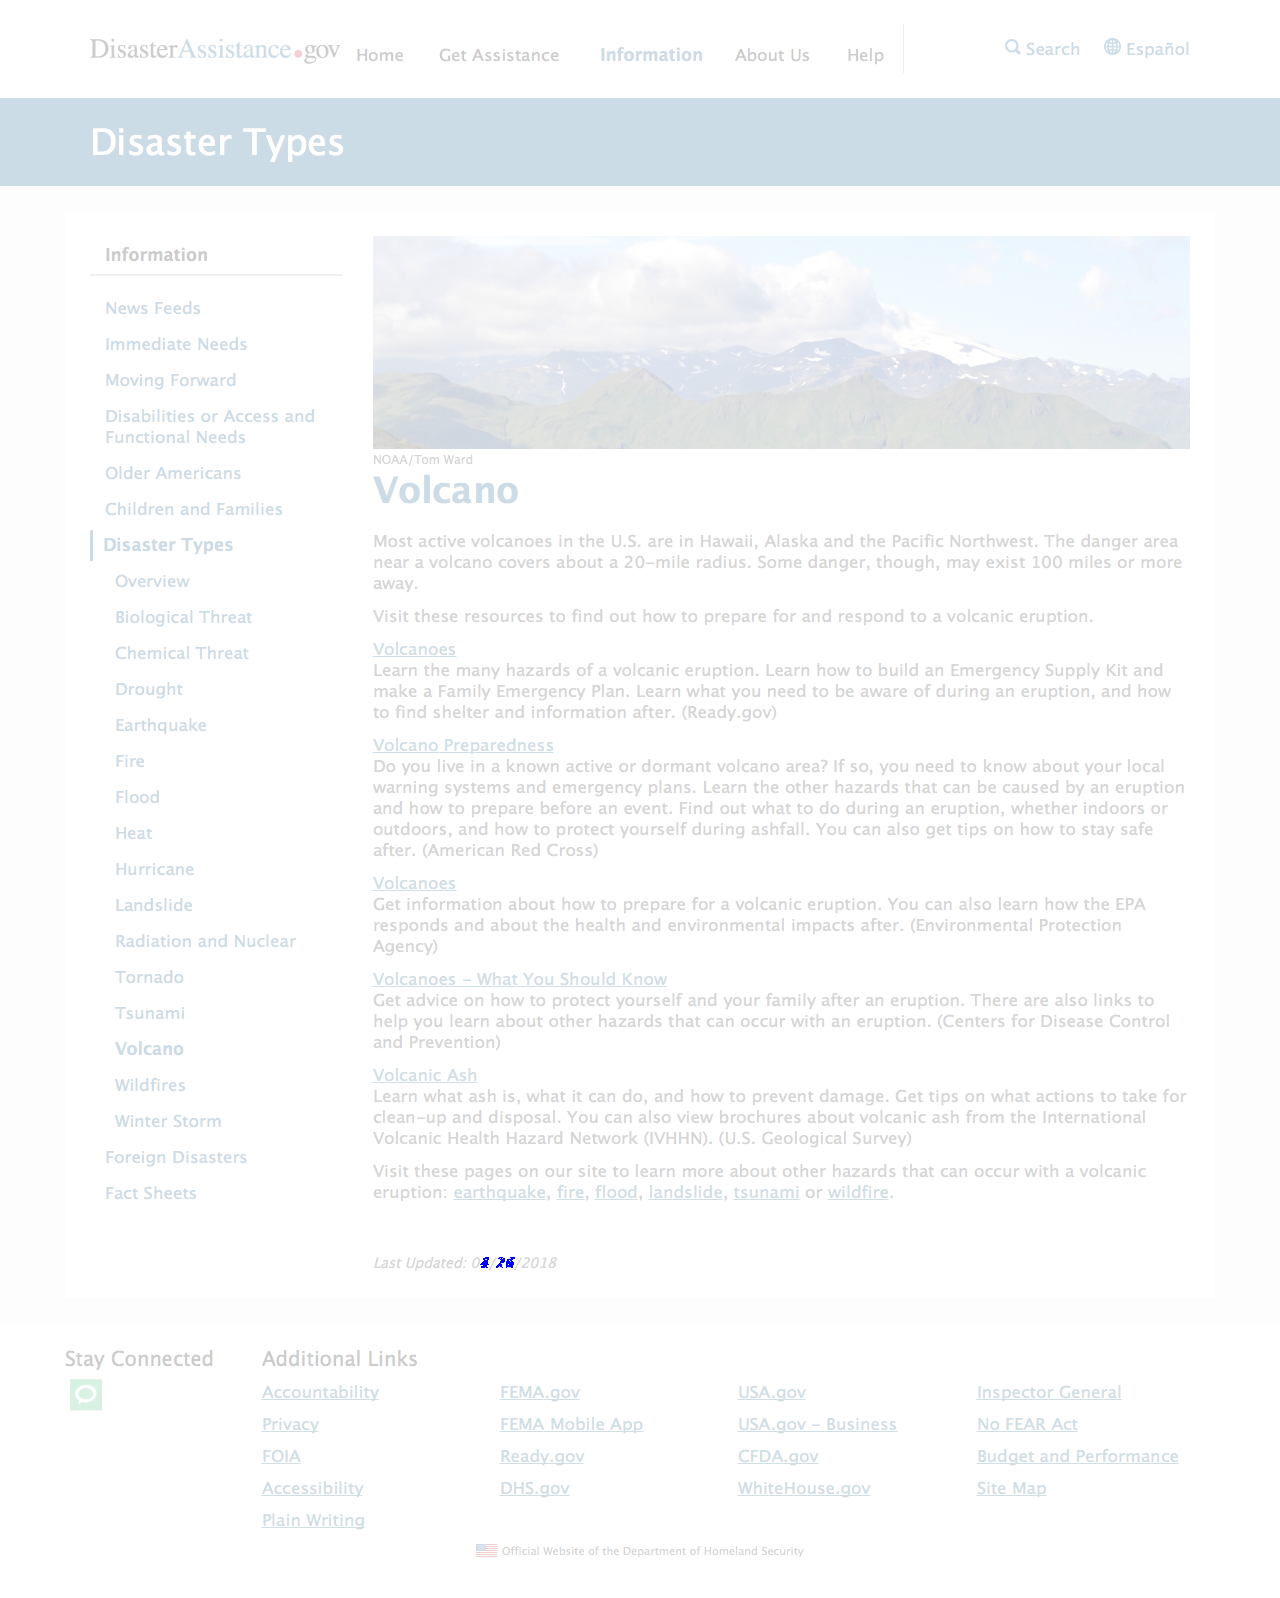 DisasterAssistance.gov Home Get Assistance Information About Us Help Search Español
Disaster Types
Information
News Feeds
Immediate Needs
Moving Forward
Disabilities or Access and
Functional Needs
Older Americans
Children and Families
Disaster Types
Overview
Biological Threat
Chemical Threat
Drought
Earthquake
Fire
Flood
Heat
Hurricane
Landslide
Radiation and Nuclear
Tornado
Tsunami
Volcano
Wildfires
Winter Storm
Foreign Disasters
Fact Sheets
NOAA/Tom Ward
Volcano
Most active volcanoes in the U.S. are in Hawaii, Alaska and the Pacific Northwest. The danger area
near a volcano covers about a 20-mile radius. Some danger, though, may exist 100 miles or more
away.
Visit these resources to find out how to prepare for and respond to a volcanic eruption.
Volcanoes
Learn the many hazards of a volcanic eruption. Learn how to build an Emergency Supply Kit and
make a Family Emergency Plan. Learn what you need to be aware of during an eruption, and how
to find shelter and information after. (Ready.gov)
Volcano Preparedness
Do you live in a known active or dormant volcano area? If so, you need to know about your local
warning systems and emergency plans. Learn the other hazards that can be caused by an eruption
and how to prepare before an event. Find out what to do during an eruption, whether indoors or
outdoors, and how to protect yourself during ashfall. You can also get tips on how to stay safe
after. (American Red Cross)
Volcanoes
Get information about how to prepare for a volcanic eruption. You can also learn how the EPA
responds and about the health and environmental impacts after. (Environmental Protection
Agency)
Volcanoes - What You Should Know
Get advice on how to protect yourself and your family after an eruption. There are also links to
help you learn about other hazards that can occur with an eruption. (Centers for Disease Control
and Prevention)
Volcanic Ash
Learn what ash is, what it can do, and how to prevent damage. Get tips on what actions to take for
clean-up and disposal. You can also view brochures about volcanic ash from the International
Volcanic Health Hazard Network (IVHHN). (U.S. Geological Survey)
Visit these pages on our site to learn more about other hazards that can occur with a volcanic
eruption: earthquake, fire, flood, landslide, tsunami or wildfire.
Last Updated:
Stay Connected
Additional Links
Accountability FEMA.gov USA.gov Inspector General
Privacy FEMA Mobile App USA.gov - Business No FEAR Act
FOIA Ready.gov CFDA.gov Budget and Performance
Accessibility DHS.gov WhiteHouse.gov Site Map
Plain Writing
Official Website of the Department of Homeland Security